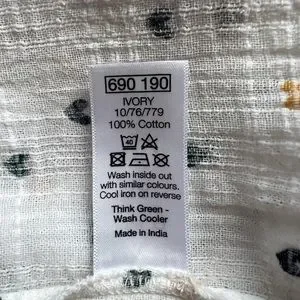 690 190
IVORY
10/76/779
100% Cotton
40
Wash inside out
with similar colours.
Cool iron on reverse
Think Green -
Wash Cooler
Made in India